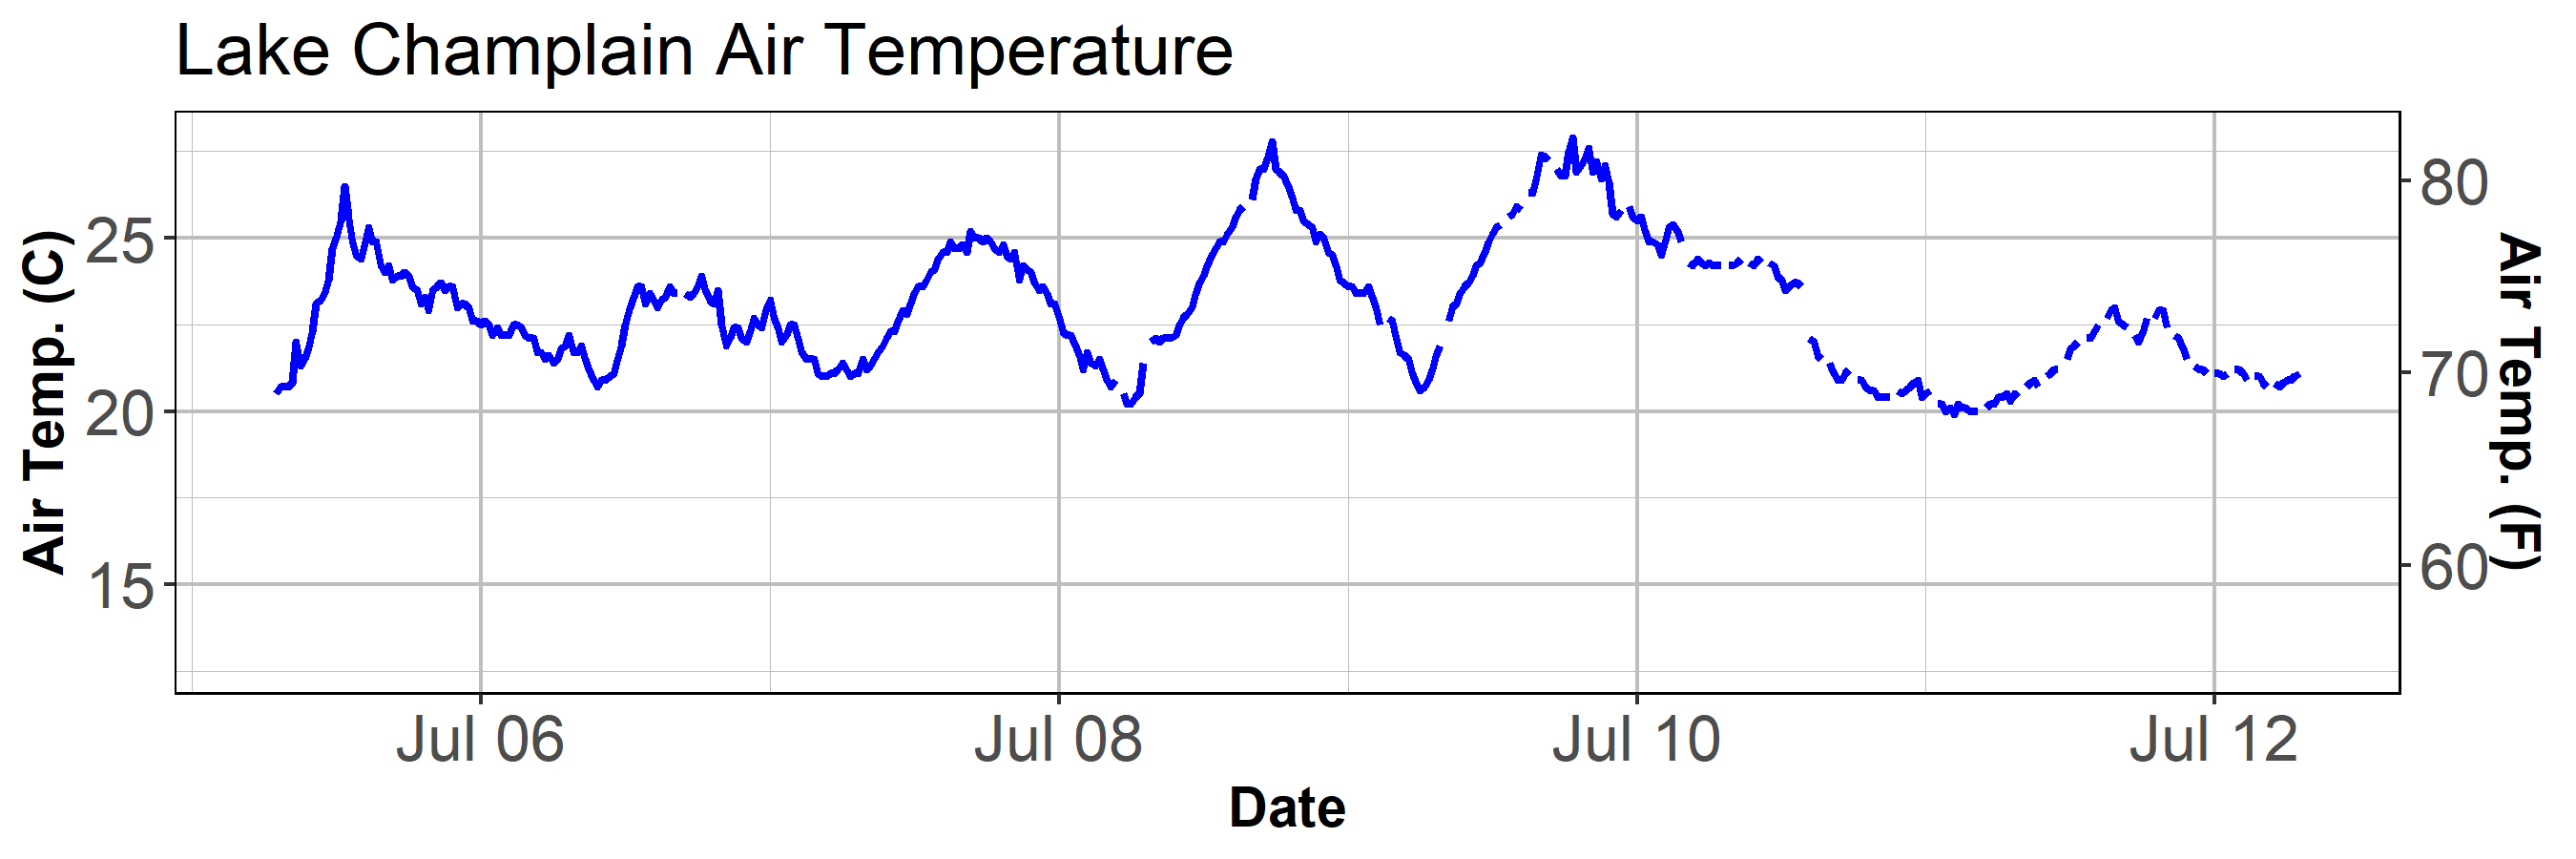 Lake Champlain Air Temperature
Air Temp. (C)
25
20
15
80
70
60
Air Temp. (F)
Jul 06
Jul 08
Jul 10
Jul 12
Date